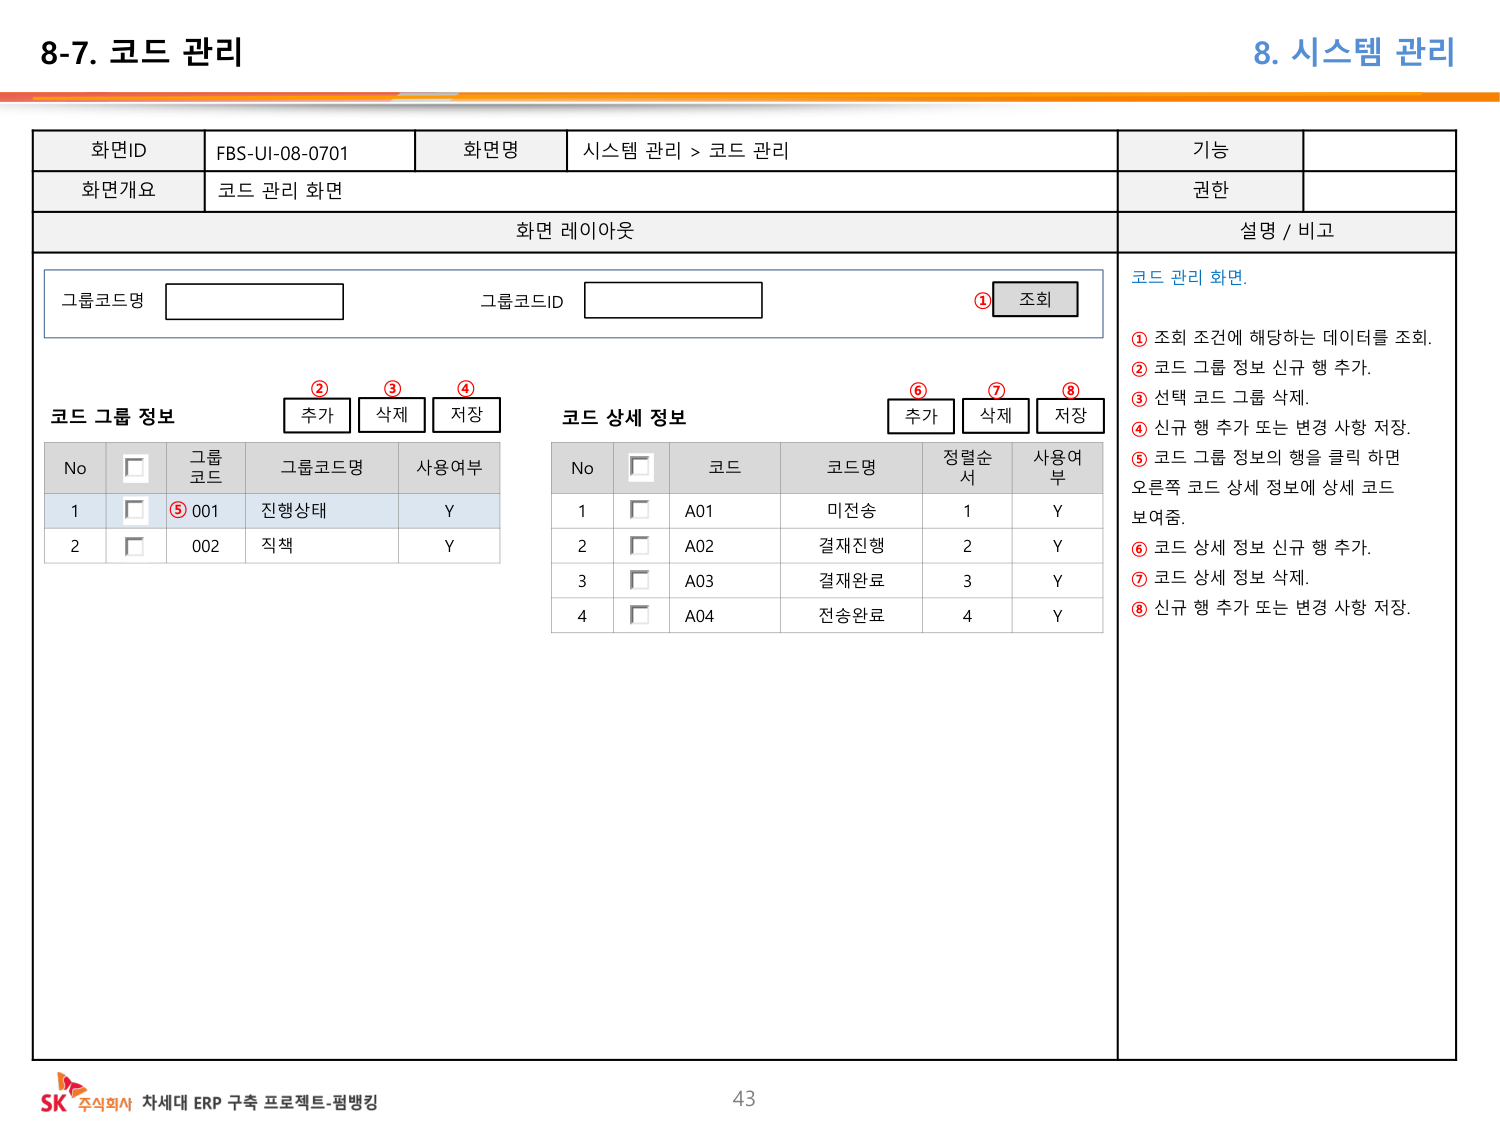 8-7. 코드 관리
8. 시스템 관리
화면ID FBS-UI-08-0701 화면명 시스템 관리 > 코드 관리 기능
화면개요 코드 관리 화면 권한
화면 레이아웃 설명 / 비고
그룹코드명 그룹코드ID ① 조회
② ③ ④
코드 그룹 정보 추가 삭제 저장
No 그룹 코드 그룹코드명 사용여부
1 ⑤ 001 진행상태 Y
2 002 직책 Y
⑥ ⑦ ⑧
코드 상세 정보 추가 삭제 저장
No 코드 코드명 정렬순서 사용여부
1 A01 미전송 1 Y
2 A02 결재진행 2 Y
3 A03 결재완료 3 Y
4 A04 전송완료 4 Y
코드 관리 화면.
① 조회 조건에 해당하는 데이터를 조회.
② 코드 그룹 정보 신규 행 추가.
③ 선택 코드 그룹 삭제.
④ 신규 행 추가 또는 변경 사항 저장.
⑤ 코드 그룹 정보의 행을 클릭 하면
오른쪽 코드 상세 정보에 상세 코드
보여줌.
⑥ 코드 상세 정보 신규 행 추가.
⑦ 코드 상세 정보 삭제.
⑧ 신규 행 추가 또는 변경 사항 저장.
SK 주식회사 차세대 ERP 구축 프로젝트-펌뱅킹
43